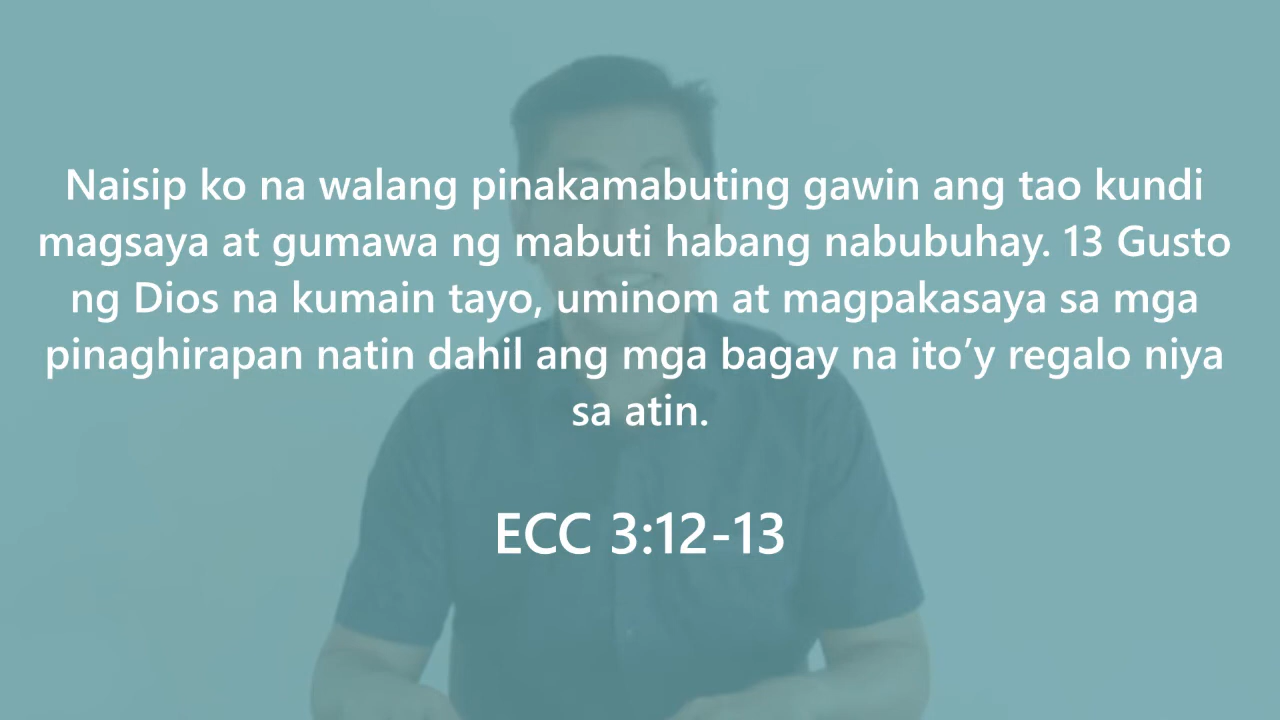 Naisip ko na walang pinakamabuting gawin ang tao kundi
magsaya at gumawa ng mabuti habang nabubuhay. 13 Gusto
ng Dios na kumain tayo, uminom at magpakasaya sa mga
pinaghirapan natin dahil ang mga bagay na ito’y regalo niya
sa atin.
ECC 3:12-13